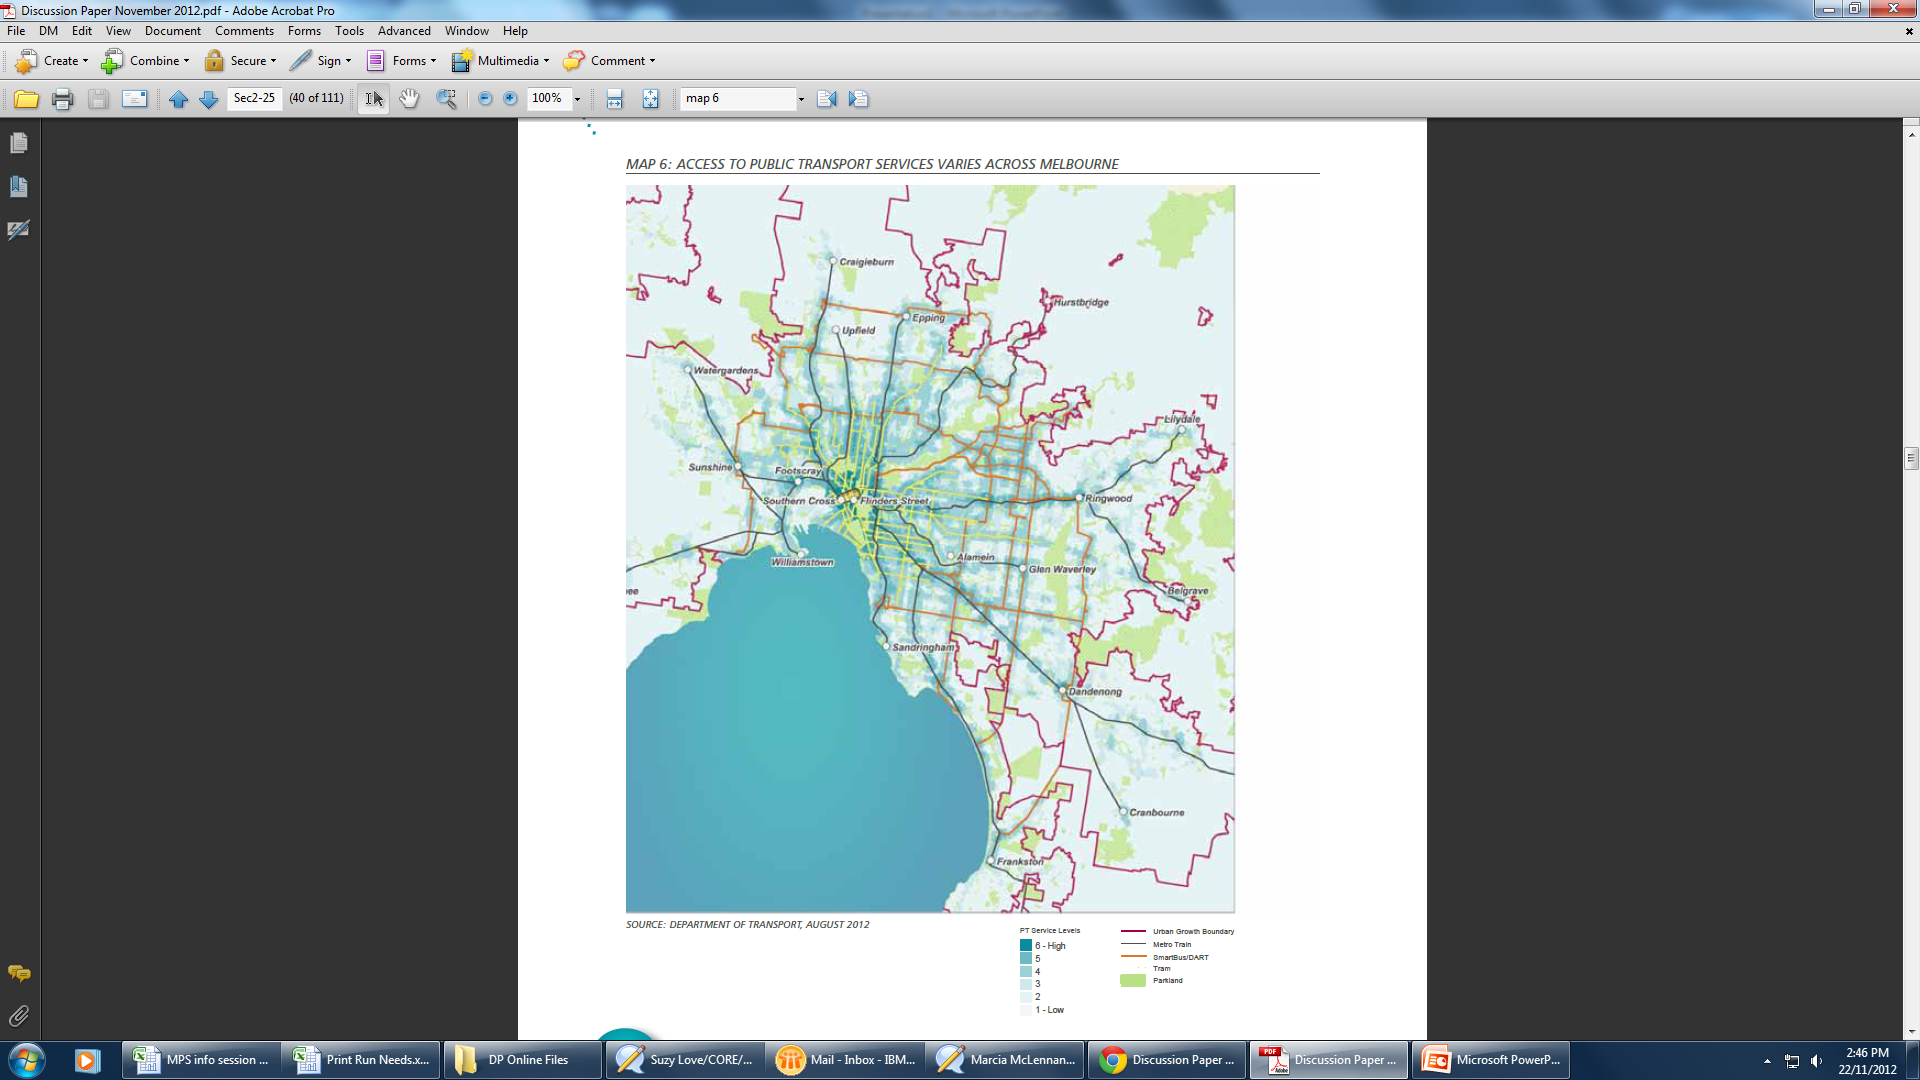 Discussion Paper November 2012.pdf - Adobe Acrobat Pro
File DM Edit View Document Comments Forms Tools Advanced Window Help
Create Combine Secure Sign Forms Multimedia Comment
Sec2-25 (40 of 111) 100% map 6
MAP 6: ACCESS TO PUBLIC TRANSPORT SERVICES VARIES ACROSS MELBOURNE
Craigieburn
Hurstbridge
Epping
Upfield
Watergardens
Lilydale
Sunshine
Footscray
Southern Cross
Flinders Street
Ringwood
Alamein
Williamstown
Glen Waverley
ee
Belgrave
Sandringham
Dandenong
Cranbourne
Frankston
SOURCE: DEPARTMENT OF TRANSPORT, AUGUST 2012
PT Service Levels
6 - High
5
4
3
2
1 - Low
Urban Growth Boundary
Metro Train
SmartBus/DART
Tram
Parkland
MPS info session ...
Print Run Needs.x...
DP Online Files
Suzy Love/CORE/...
Mail - Inbox - IBM...
Marcia McLennan...
Discussion Paper ...
Discussion Paper ...
Microsoft PowerP...
2:46 PM
22/11/2012